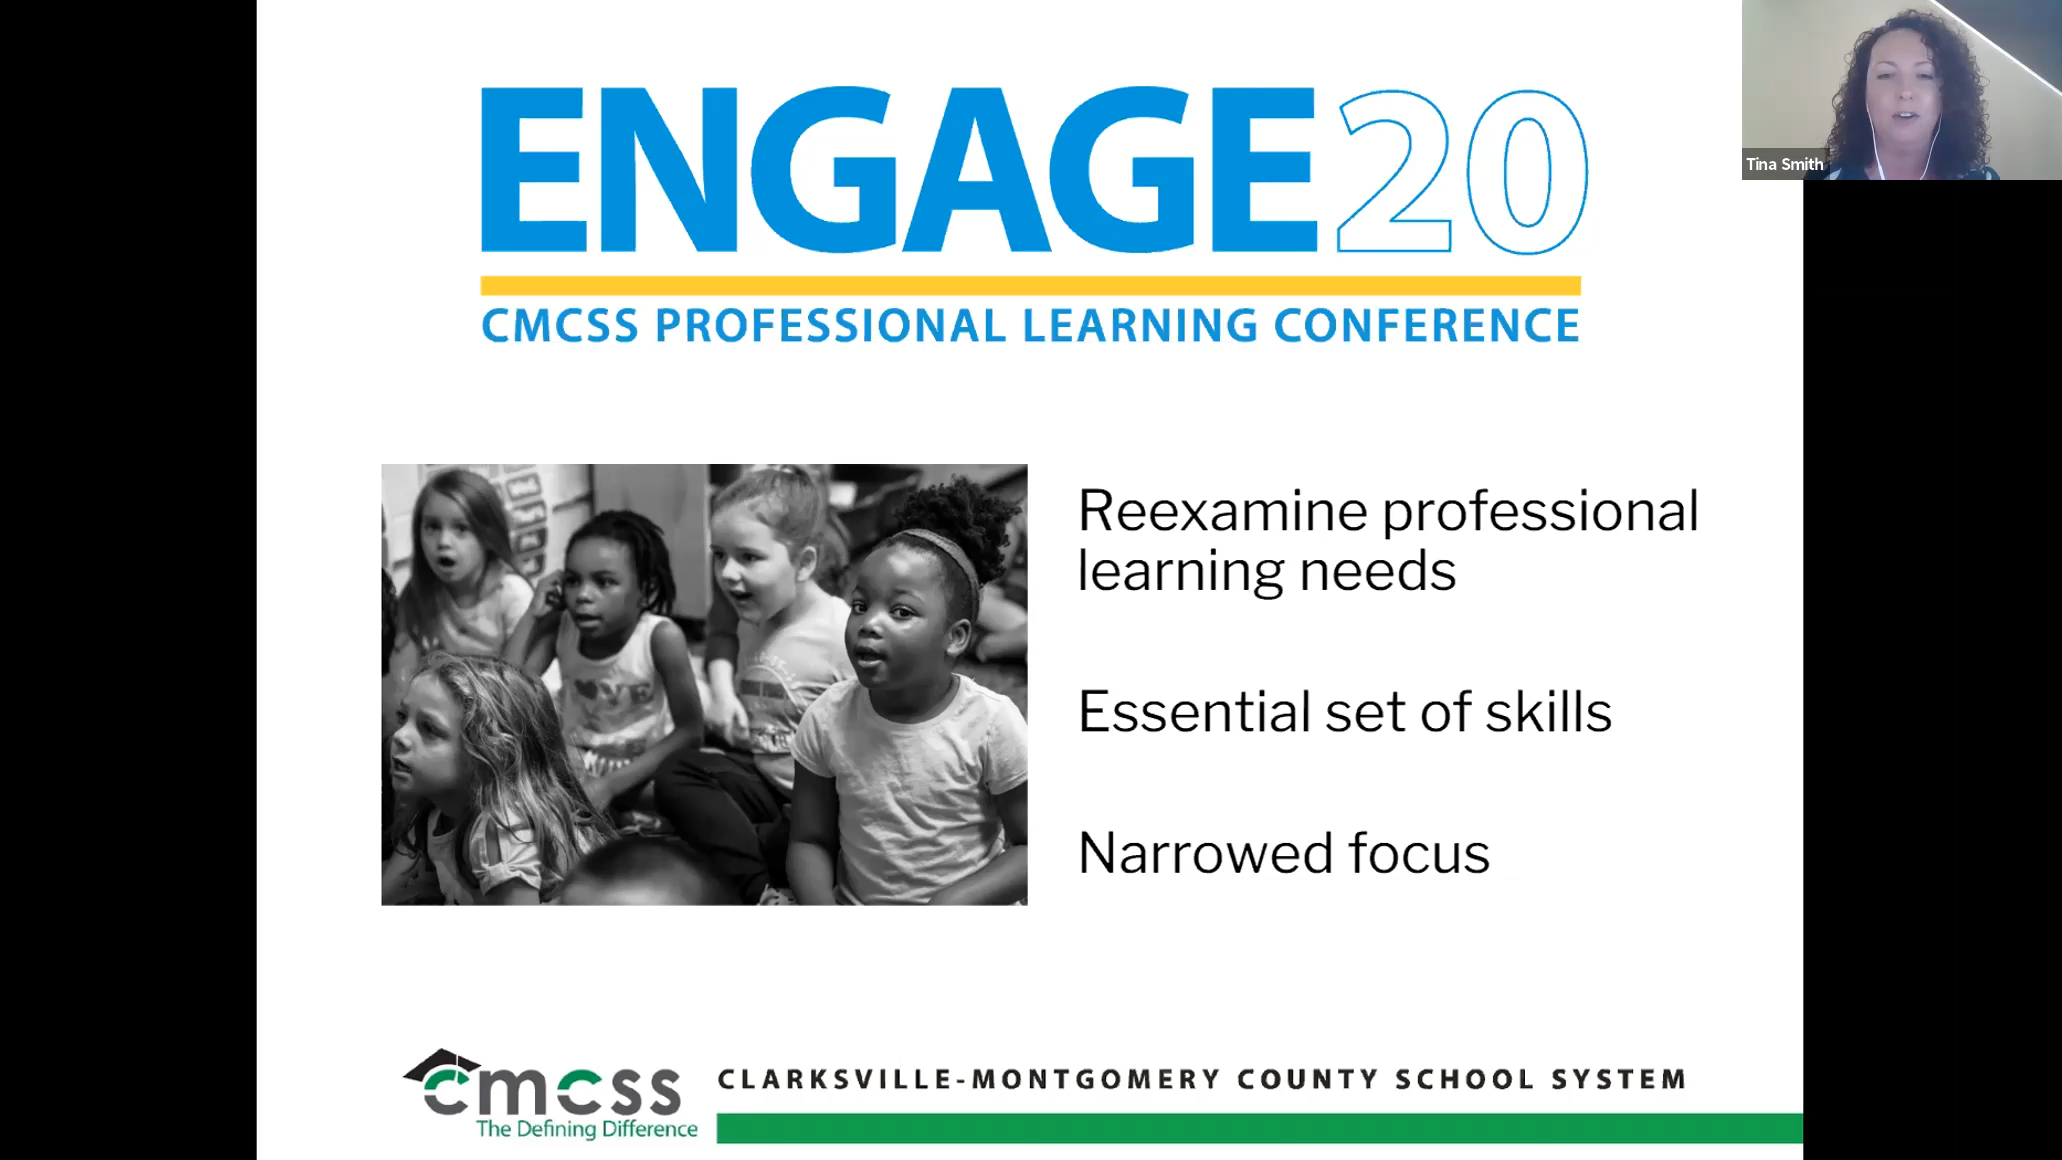 ENGAGE20
CMCSS PROFESSIONAL LEARNING CONFERENCE
Tina Smith
Reexamine professional
learning needs
Essential set of skills
Narrowed focus
LOVE
cmcss
The Defining Difference
CLARKSVILLE-MONTGOMERY COUNTY SCHOOL SYSTEM